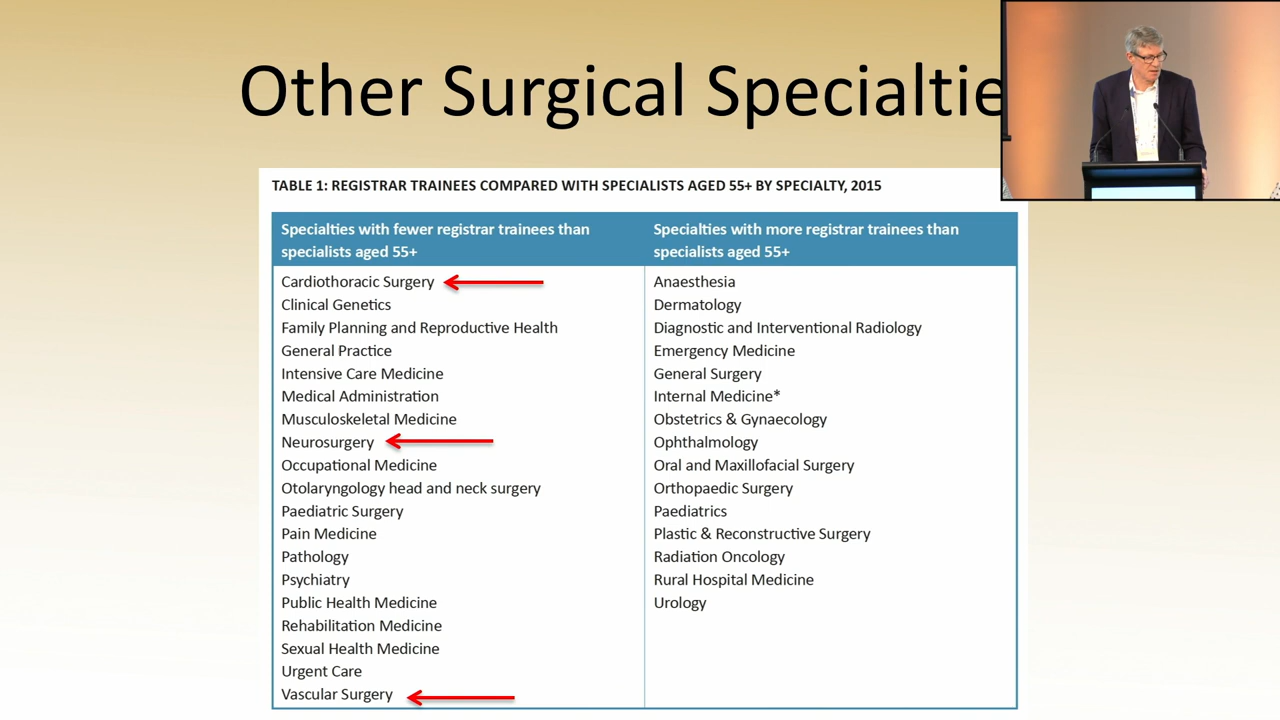 Other Surgical Specialtie
TABLE 1: REGISTRAR TRAINEES COMPARED WITH SPECIALISTS AGED 55+ BY SPECIALTY, 2015
Specialties with fewer registrar trainees than
specialists aged 55+
Cardiothoracic Surgery
Clinical Genetics
Family Planning and Reproductive Health
General Practice
Intensive Care Medicine
Medical Administration
Musculoskeletal Medicine
Neurosurgery
Occupational Medicine
Otolaryngology head and neck surgery
Paediatric Surgery
Pain Medicine
Pathology
Psychiatry
Public Health Medicine
Rehabilitation Medicine
Sexual Health Medicine
Urgent Care
Vascular Surgery
Specialties with more registrar trainees than
specialists aged 55+
Anaesthesia
Dermatology
Diagnostic and Interventional Radiology
Emergency Medicine
General Surgery
Internal Medicine*
Obstetrics & Gynaecology
Ophthalmology
Oral and Maxillofacial Surgery
Orthopaedic Surgery
Paediatrics
Plastic & Reconstructive Surgery
Radiation Oncology
Rural Hospital Medicine
Urology